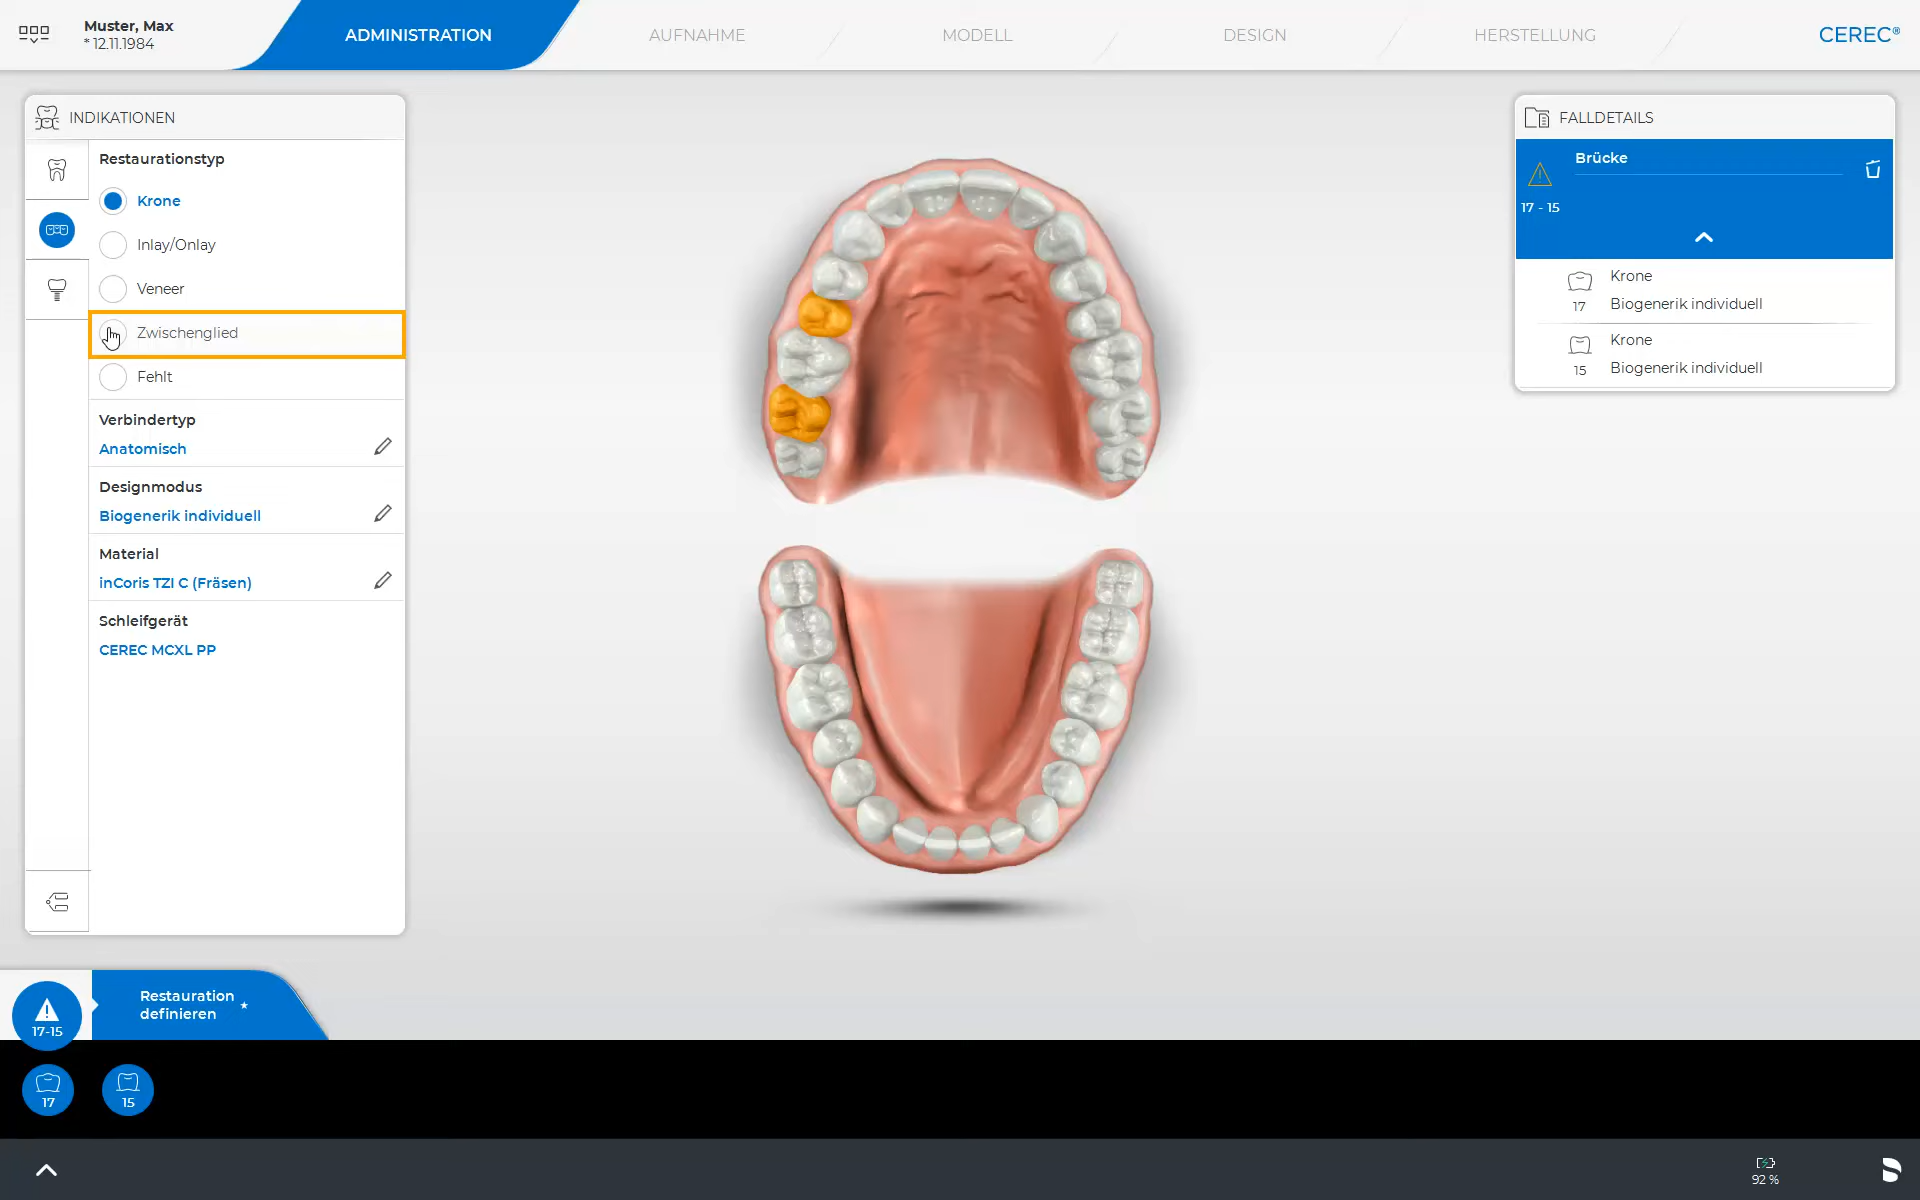 Muster, Max
* 12.11.1984
ADMINISTRATION
AUFNAHME
MODELL
DESIGN
HERSTELLUNG
CEREC®
INDIKATIONEN
Restaurationstyp
Krone
Inlay/Onlay
Veneer
Zwischenglied
Fehlt
Verbindertyp
Anatomisch
Designmodus
Biogenerik individuell
Material
inCoris TZI C (Fräsen)
Schleifgerät
CEREC MCXL PP
FALLDETAILS
Brücke
17 - 15
Krone
17
Biogenerik individuell
Krone
15
Biogenerik individuell
17-15
Restauration
definieren *
17
15
92 %